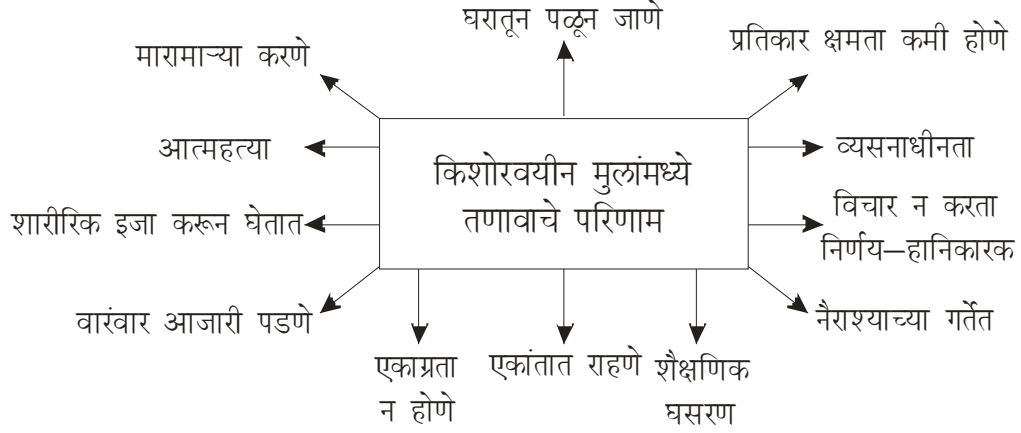 घरातून पळून जाणे
प्रतिकार क्षमता कमी होणे
मारामाऱ्या करणे
आत्महत्या
व्यसनाधीनता
किशोरवयीन मुलांमध्ये
तणावाचे परिणाम
शारीरिक इजा करून घेतात
विचार न करता
निर्णय—हानिकारक
वारंवार आजारी पडणे
नैराश्याच्या गर्तेत
एकाग्रता
न होणे
एकांतात राहणे
शैक्षणिक
घसरण